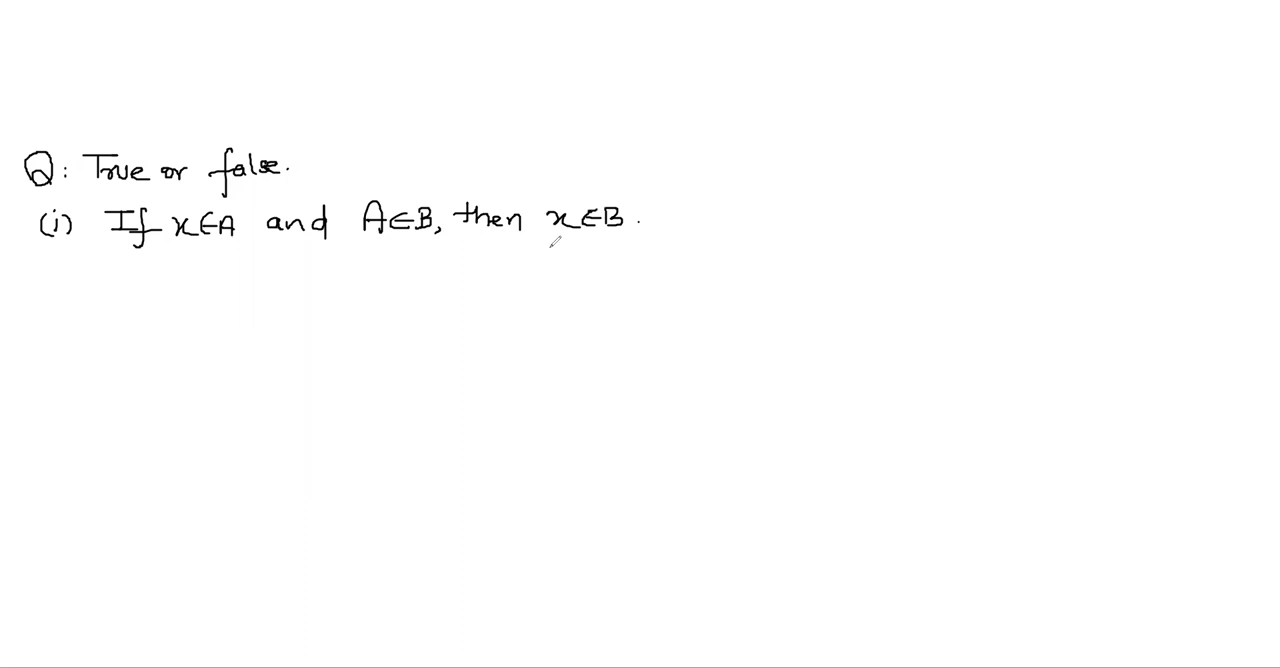 Q: True or false.
(i) If x∈A and A∈B, then x∈B.